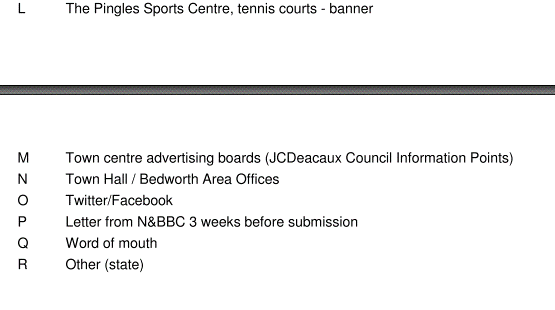 L The Pingles Sports Centre, tennis courts - banner
M Town centre advertising boards (JCDeacaux Council Information Points)
N Town Hall / Bedworth Area Offices
O Twitter/Facebook
P Letter from N&BBC 3 weeks before submission
Q Word of mouth
R Other (state)